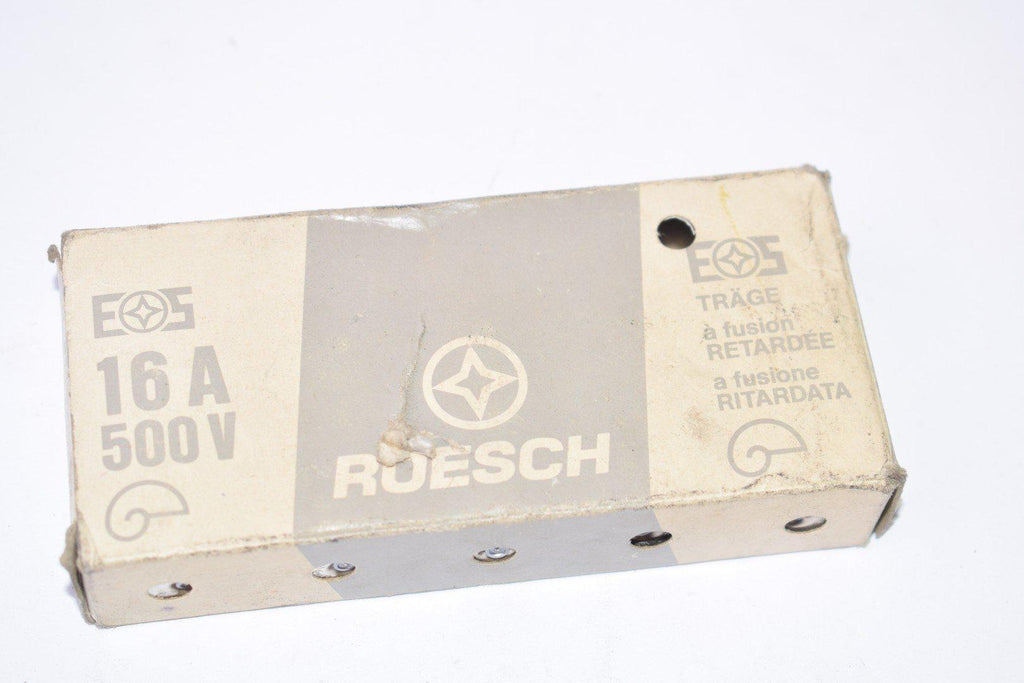 EOS
16 A
500 V
ROESCH
EOS
TRÄGE
à fusion
RETARDÉE
a fusione
RITARDATA